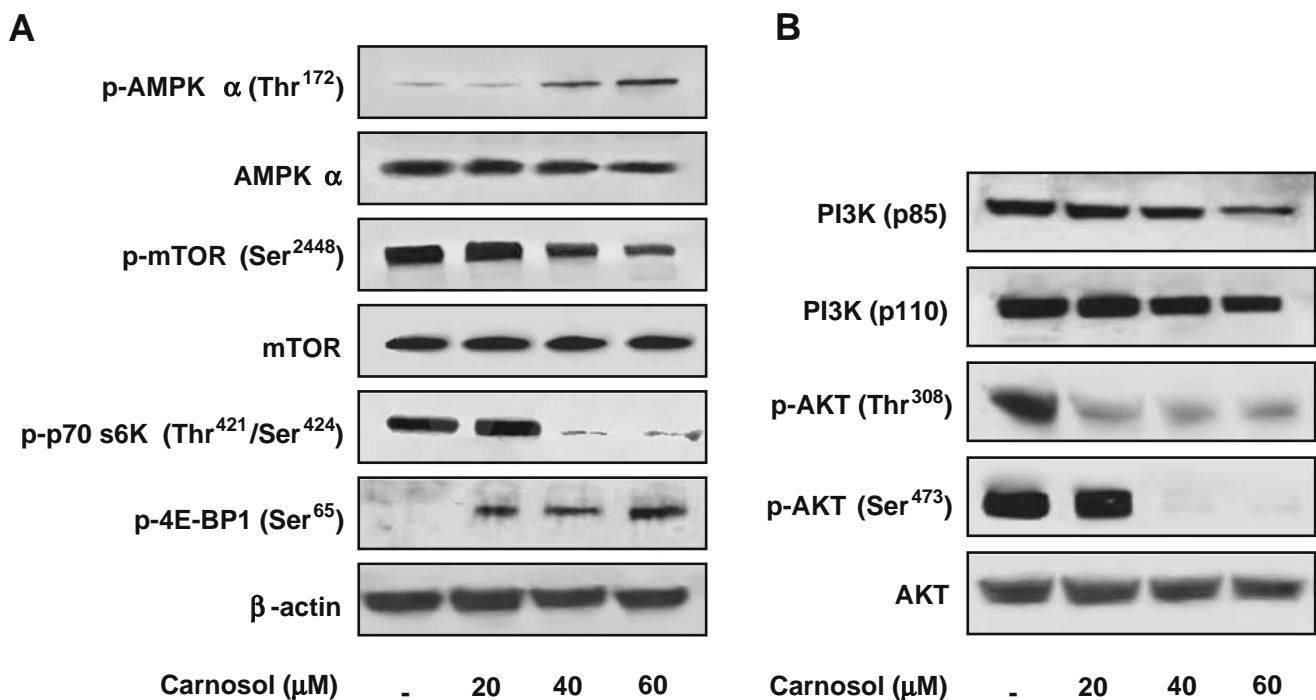 A
p-AMPK α (Thr172)
AMPK α
p-mTOR (Ser2448)
mTOR
p-p70 s6K (Thr421/Ser424)
p-4E-BP1 (Ser65)
β-actin
Carnosol (μM) - 20 40 60
B
PI3K (p85)
PI3K (p110)
p-AKT (Thr308)
p-AKT (Ser473)
AKT
Carnosol (μM) - 20 40 60